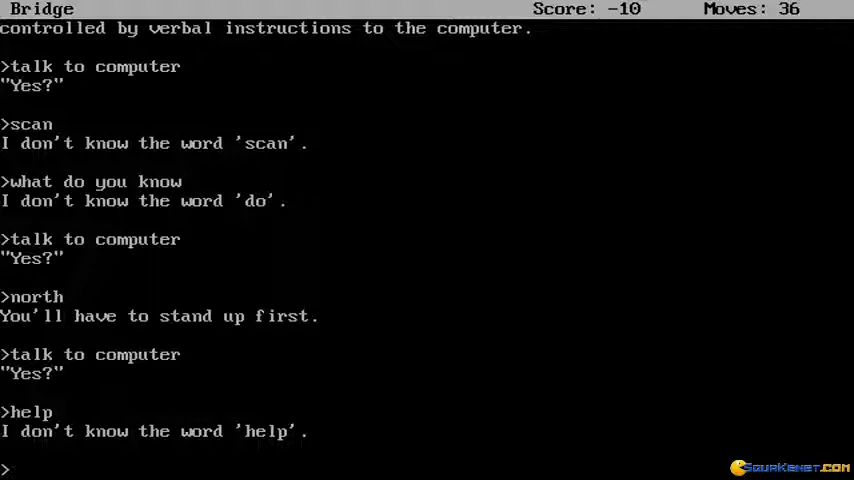 Bridge Score: -10 Moves: 36
controlled by verbal instructions to the computer.
>talk to computer
"Yes?"
>scan
I don't know the word 'scan'.
>what do you know
I don't know the word 'do'.
>talk to computer
"Yes?"
>north
You'll have to stand up first.
>talk to computer
"Yes?"
>help
I don't know the word 'help'.
>
SquaKenet.com